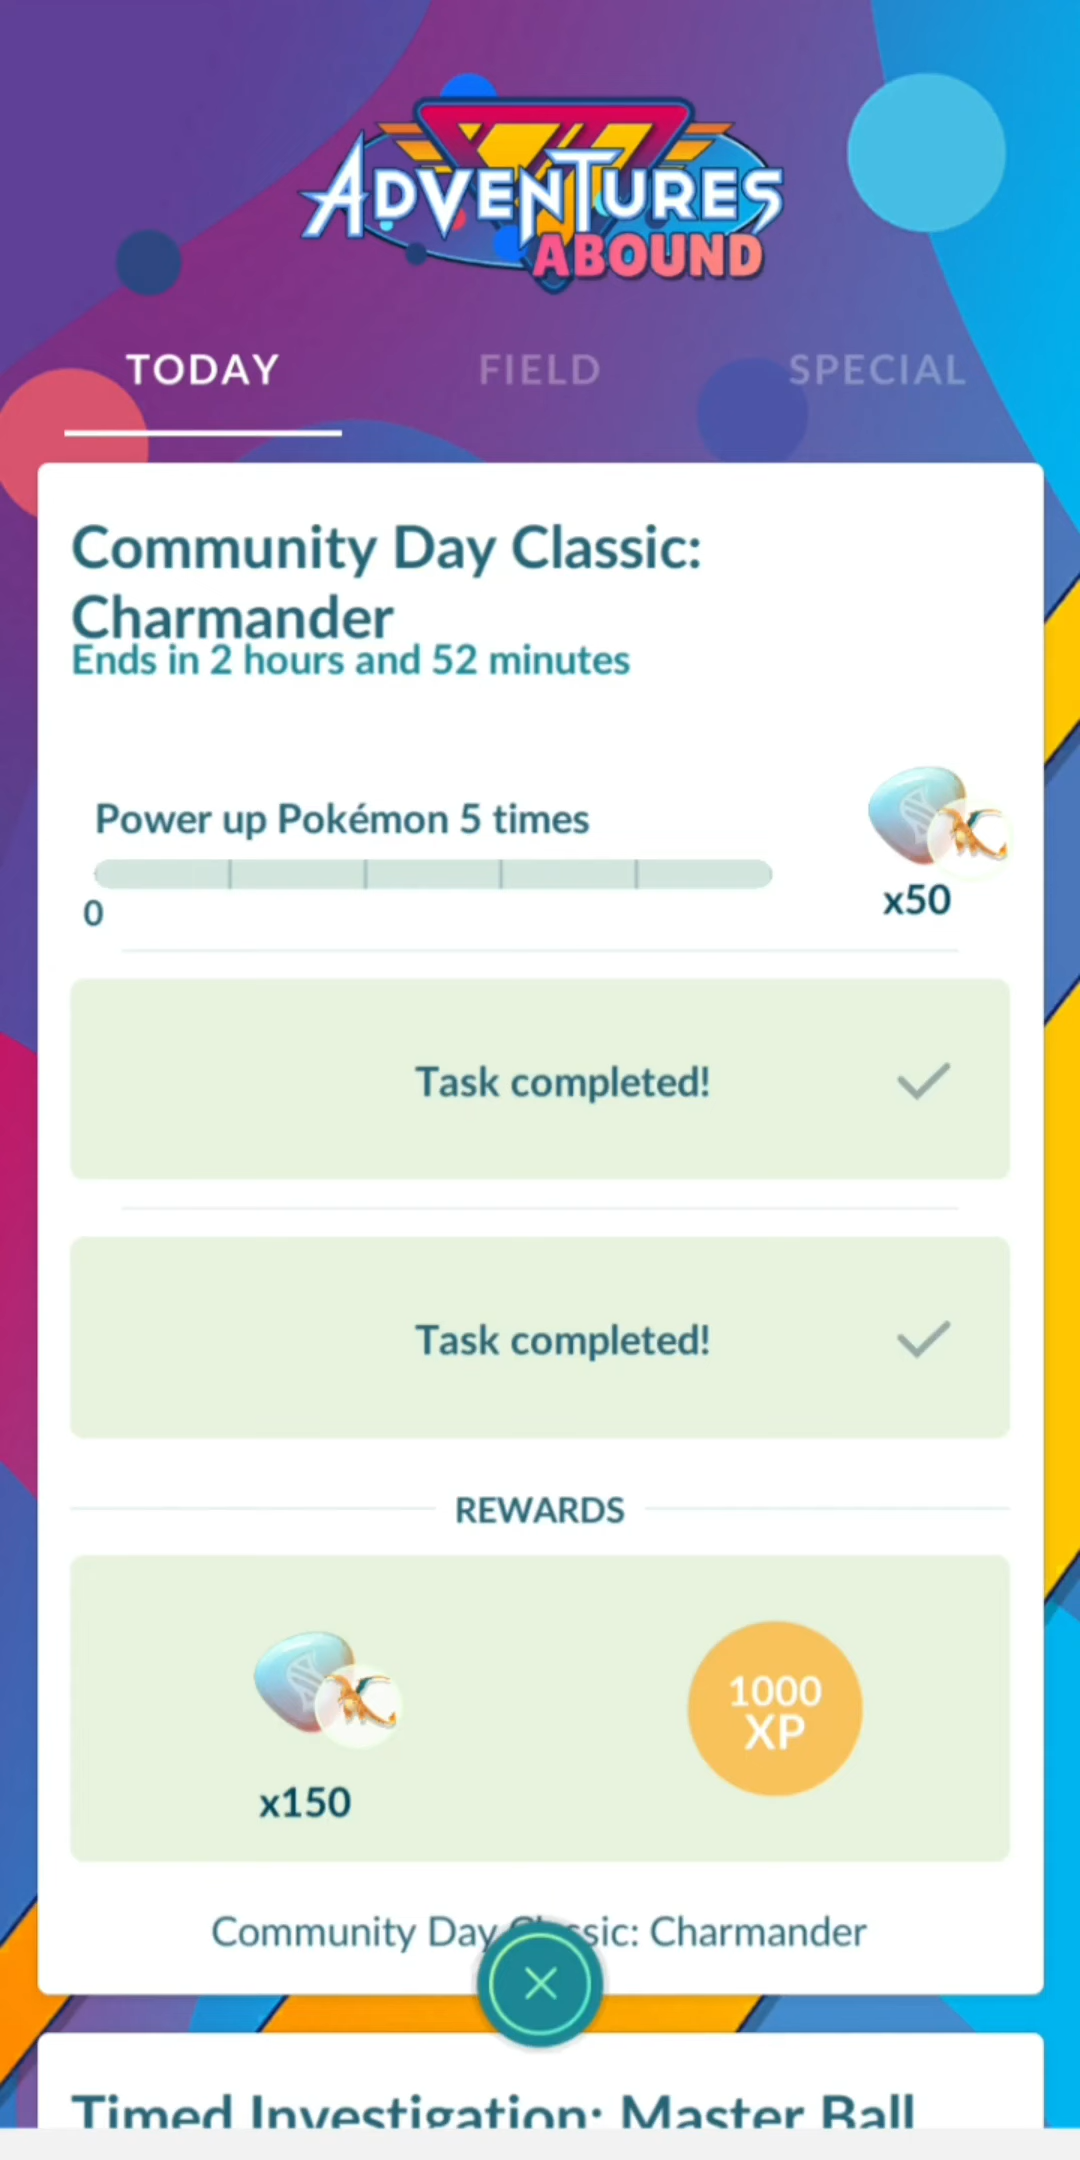 ADVENTURES
ABOUND
TODAY FIELD SPECIAL
Community Day Classic:
Charmander
Ends in 2 hours and 52 minutes
Power up Pokémon 5 times
x50
0
Task completed!
Task completed!
REWARDS
1000
XP
x150
Community Day Classic: Charmander
Timed Investigation: Master Ball